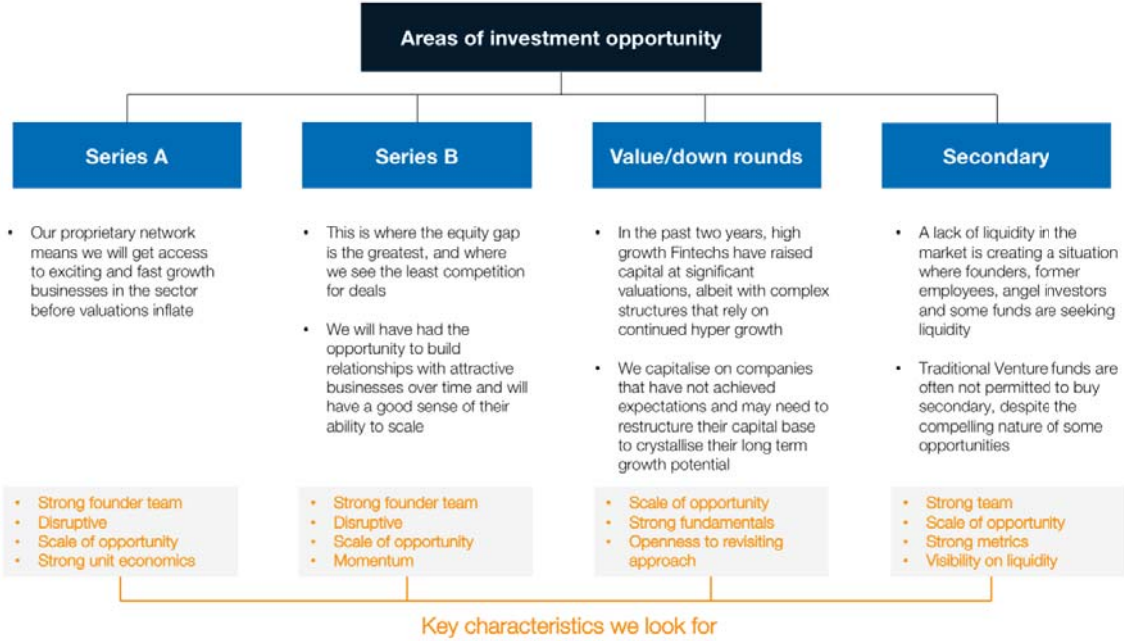 Areas of investment opportunity
Series A
Series B
Value/down rounds
Secondary
• Our proprietary network
means we will get access
to exciting and fast growth
businesses in the sector
before valuations inflate
• This is where the equity gap
is the greatest, and where
we see the least competition
for deals
• We will have had the
opportunity to build
relationships with attractive
businesses over time and will
have a good sense of their
ability to scale
• In the past two years, high
growth Fintechs have raised
capital at significant
valuations, albeit with complex
structures that rely on
continued hyper growth
• We capitalise on companies
that have not achieved
expectations and may need to
restructure their capital base
to crystallise their long term
growth potential
• A lack of liquidity in the
market is creating a situation
where founders, former
employees, angel investors
and some funds are seeking
liquidity
• Traditional Venture funds are
often not permitted to buy
secondary, despite the
compelling nature of some
opportunities
• Strong founder team
• Disruptive
• Scale of opportunity
• Strong unit economics
• Strong founder team
• Disruptive
• Scale of opportunity
• Momentum
• Scale of opportunity
• Strong fundamentals
• Openness to revisiting
approach
• Strong team
• Scale of opportunity
• Strong metrics
• Visibility on liquidity
Key characteristics we look for